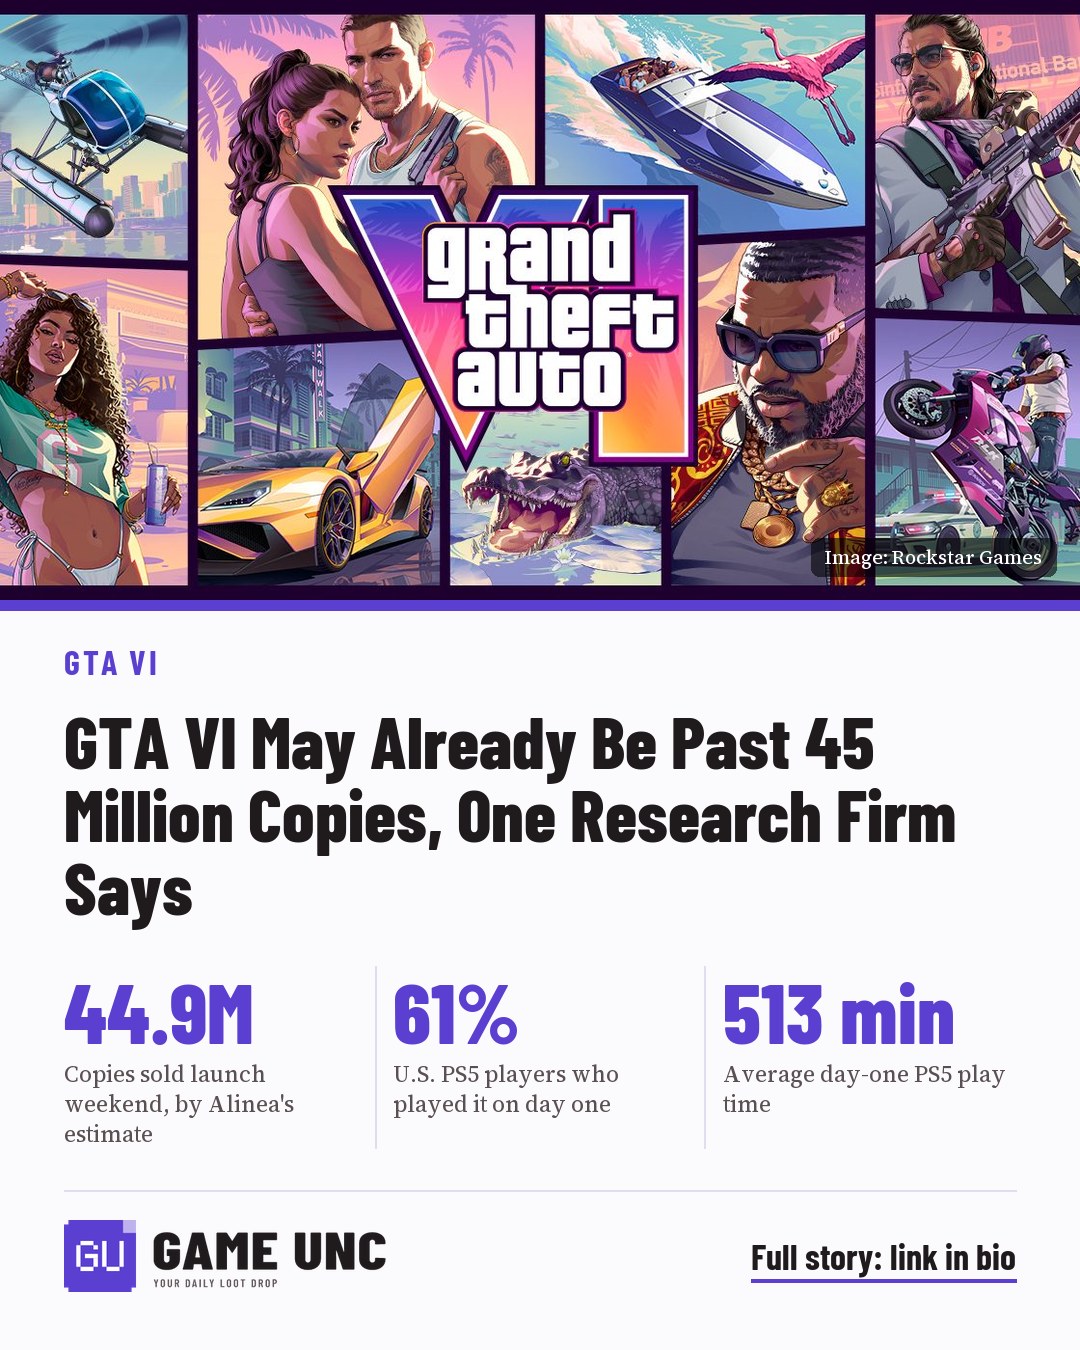 B
tional Ba
VI
grand
theft
auto
Image: Rockstar Games
GTA VI
GTA VI May Already Be Past 45
Million Copies, One Research Firm
Says
44.9M
Copies sold launch
weekend, by Alinea's
estimate
61%
U.S. PS5 players who
played it on day one
513 min
Average day-one PS5 play
time
GU
GAME UNC
YOUR DAILY LOOT DROP
Full story: link in bio